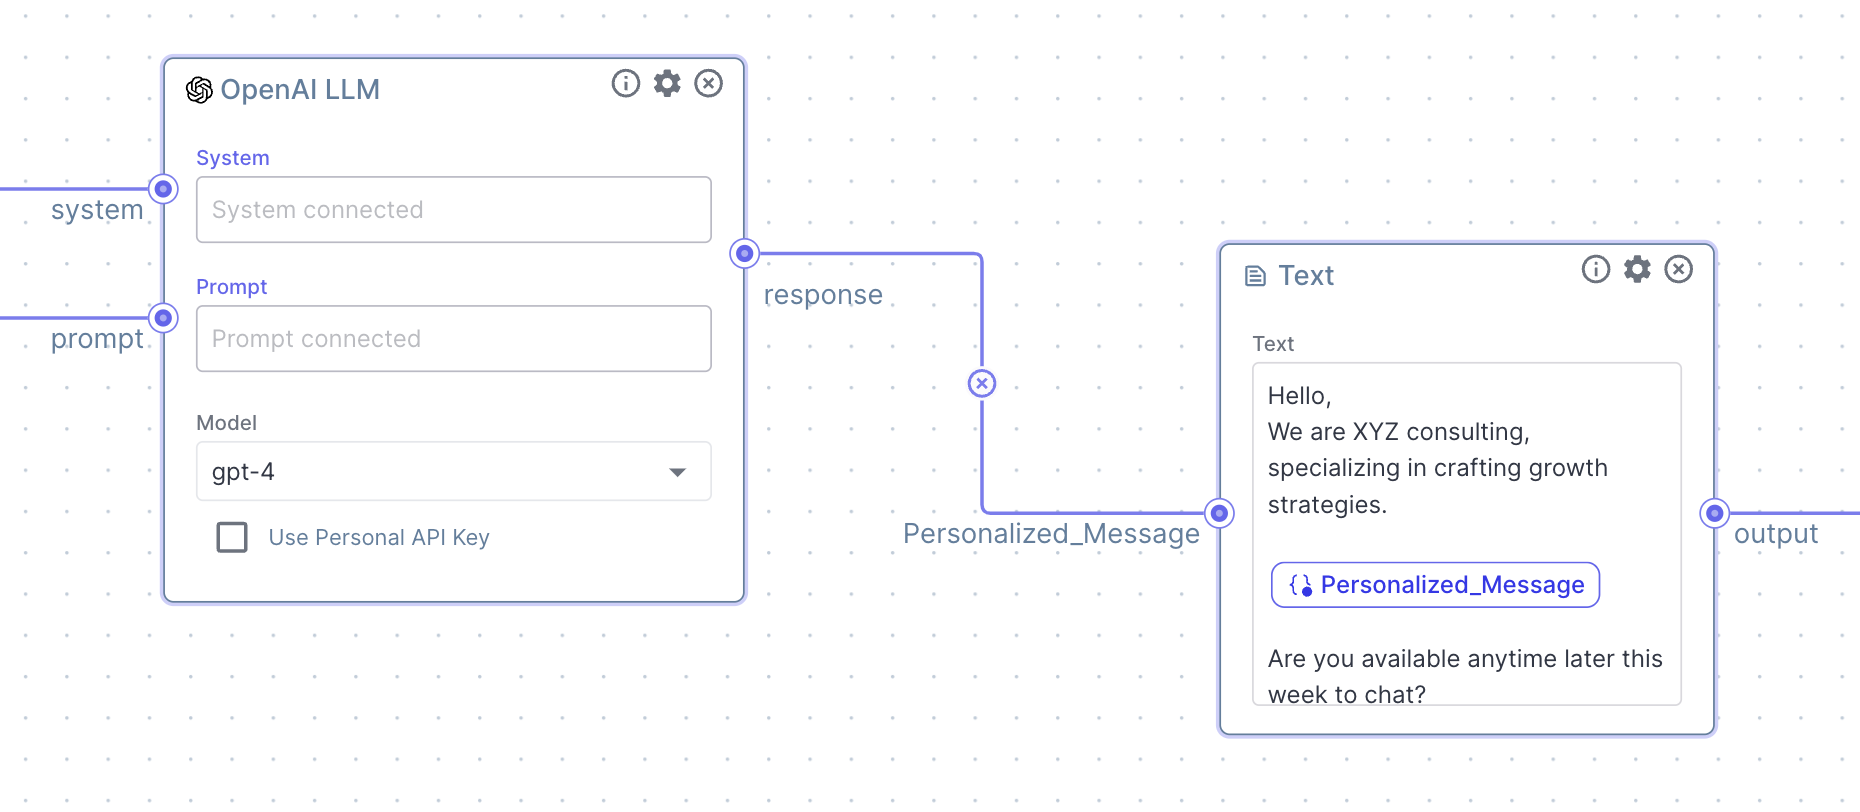 OpenAI LLM
System
System connected
system
Prompt
Prompt connected
prompt
Model
gpt-4
Use Personal API Key
response
Personalized_Message
Text
Text
Hello,
We are XYZ consulting,
specializing in crafting growth
strategies.
Personalized_Message
Are you available anytime later this
week to chat?
output